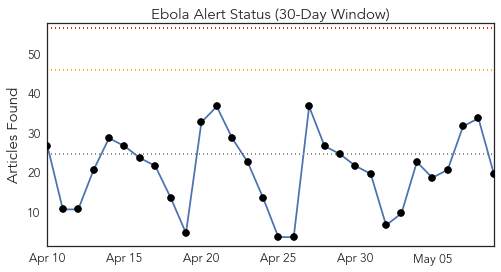 Ebola Alert Status (30-Day Window)
Articles Found
50
40
30
20
10
Apr 10
Apr 15
Apr 20
Apr 25
Apr 30
May 05